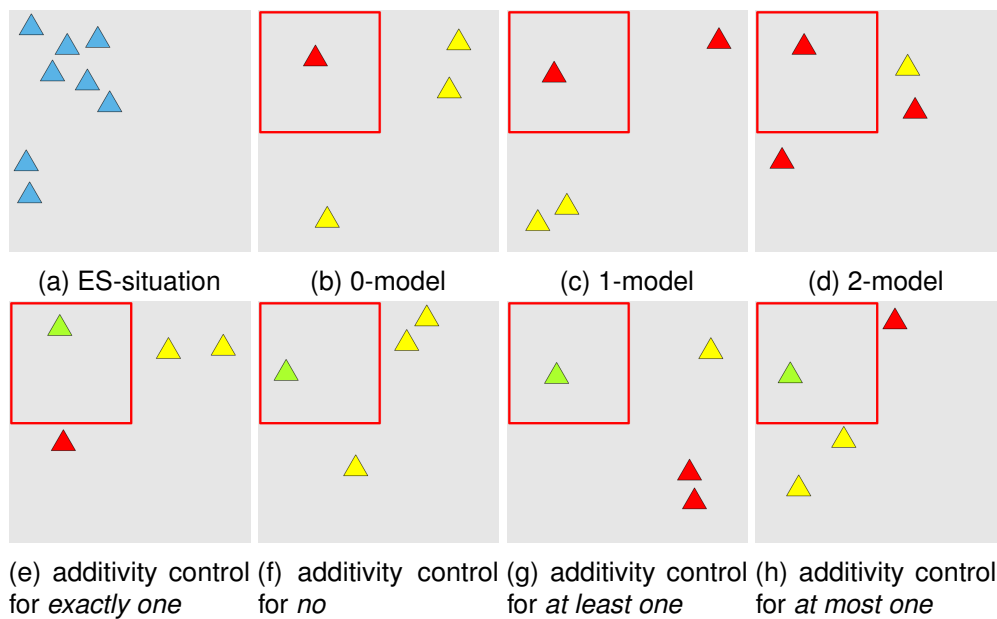 (a) ES-situation
(b) 0-model
(c) 1-model
(d) 2-model
(e) additivity control
for exactly one
(f) additivity control
for no
(g) additivity control
for at least one
(h) additivity control
for at most one